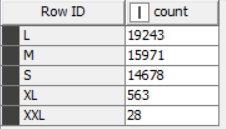 Row ID I count
L 19243
M 15971
S 14678
XL 563
XXL 28